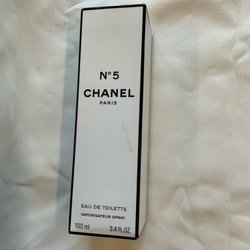 N°5
CHANEL
PARIS
EAU DE TOILETTE
VAPORISATEUR SPRAY
100 ml 3.4 FL.OZ